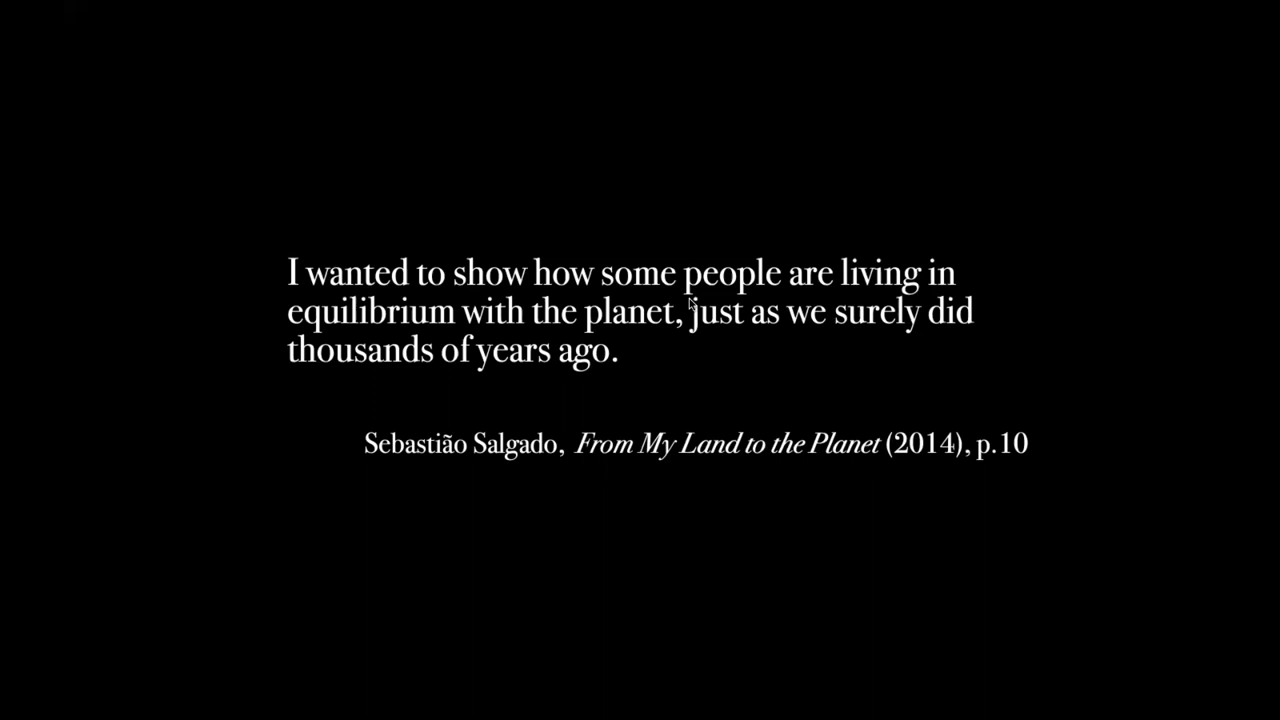 I wanted to show how some people are living in
equilibrium with the planet, just as we surely did
thousands of years ago.
Sebastião Salgado, From My Land to the Planet (2014), p.10